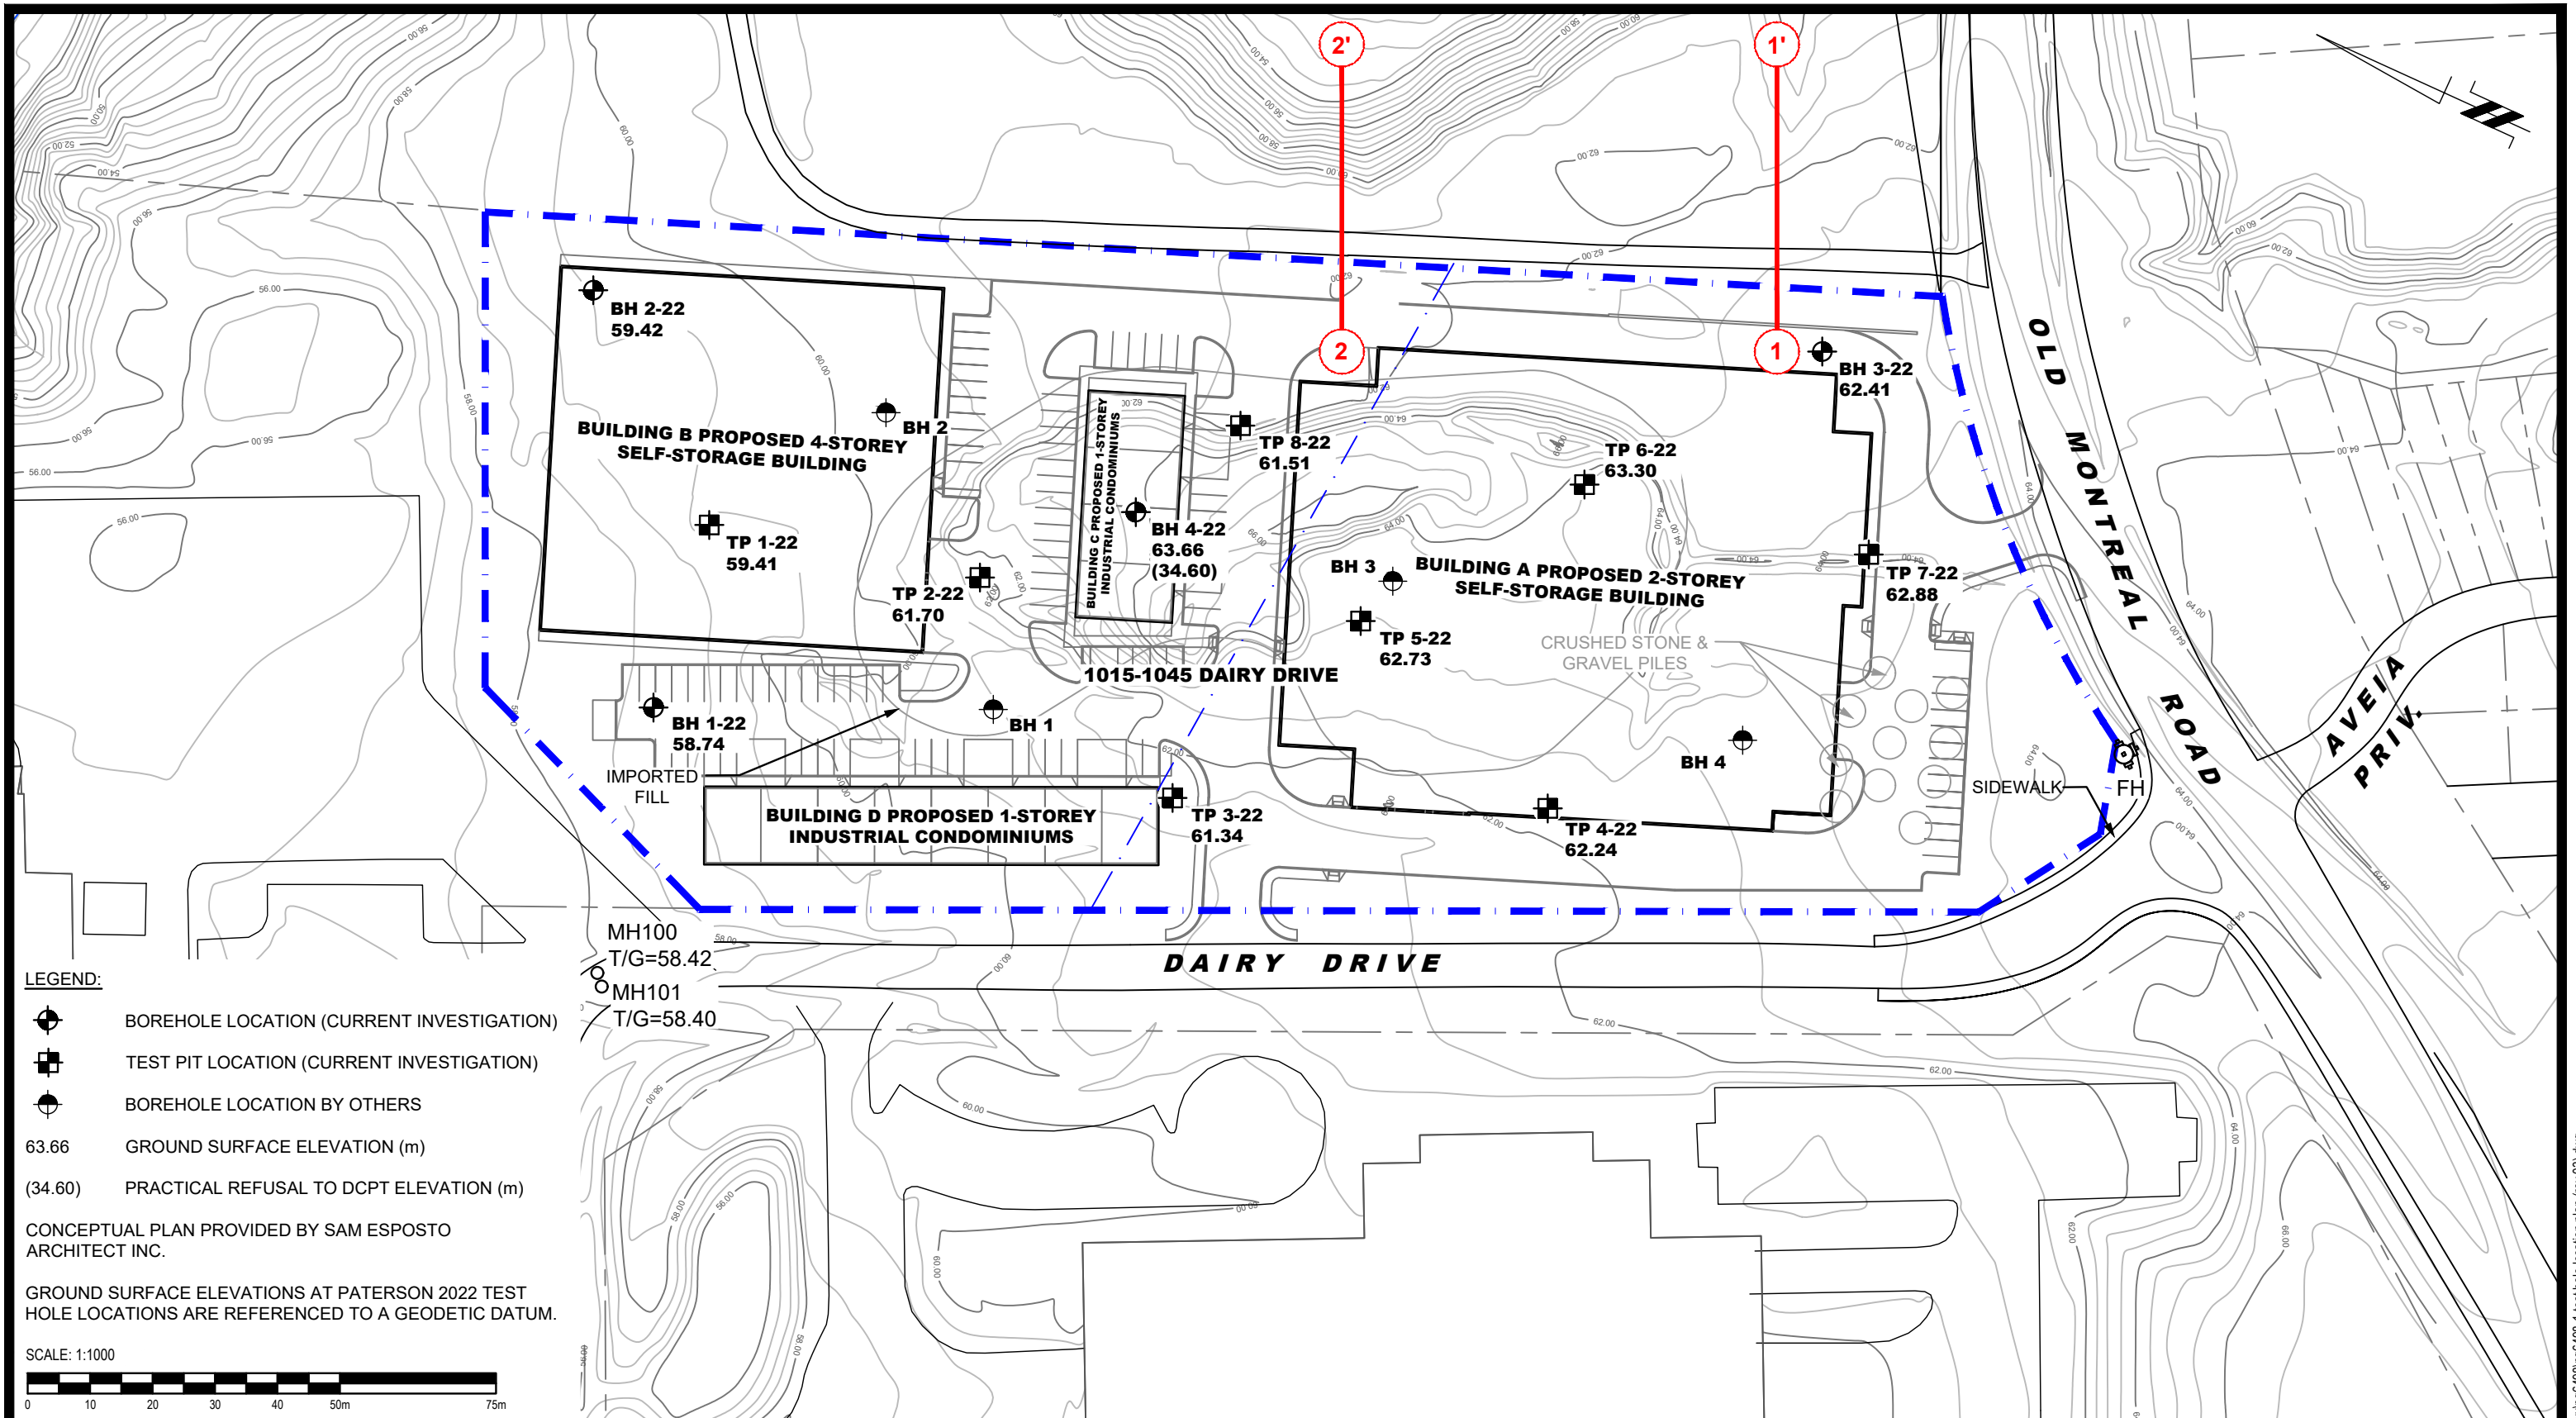 2'
1'
BH 2-22
59.42
BH 2
BUILDING B PROPOSED 4-STOREY
SELF-STORAGE BUILDING
TP 1-22
59.41
TP 2-22
61.70
BUILDING C PROPOSED 1-STOREY
INDUSTRIAL CONDOMINIUMS
BH 4-22
63.66
(34.60)
TP 8-22
61.51
2
1
BH 3-22
62.41
TP 6-22
63.30
BH 3
BUILDING A PROPOSED 2-STOREY
SELF-STORAGE BUILDING
TP 5-22
62.73
TP 7-22
62.88
CRUSHED STONE &
GRAVEL PILES
1015-1045 DAIRY DRIVE
BH 1-22
58.74
BH 1
BH 4
IMPORTED
FILL
BUILDING D PROPOSED 1-STOREY
INDUSTRIAL CONDOMINIUMS
TP 3-22
61.34
TP 4-22
62.24
SIDEWALK
FH
OLD MONTREAL ROAD
AVEIA
PRIV.
DAIRY DRIVE
MH100
T/G=58.42
MH101
T/G=58.40
LEGEND:
BOREHOLE LOCATION (CURRENT INVESTIGATION)
TEST PIT LOCATION (CURRENT INVESTIGATION)
BOREHOLE LOCATION BY OTHERS
63.66 GROUND SURFACE ELEVATION (m)
(34.60) PRACTICAL REFUSAL TO DCPT ELEVATION (m)
CONCEPTUAL PLAN PROVIDED BY SAM ESPOSTO
ARCHITECT INC.
GROUND SURFACE ELEVATIONS AT PATERSON 2022 TEST
HOLE LOCATIONS ARE REFERENCED TO A GEODETIC DATUM.
SCALE: 1:1000
0 10 20 30 40 50m 75m